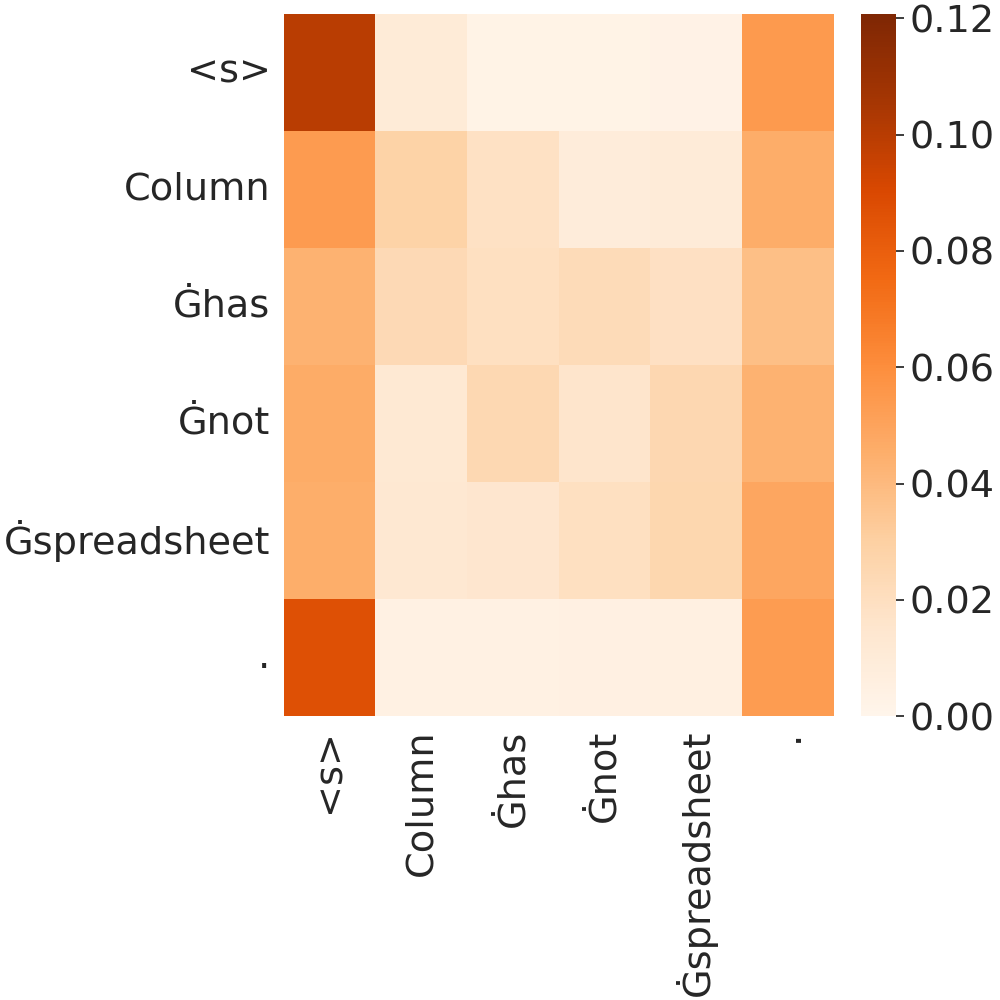 <s>
Column
Ġhas
Ġnot
Ġspreadsheet
.
<s>
Column
Ġhas
Ġnot
Ġspreadsheet
.
0.12
0.10
0.08
0.06
0.04
0.02
0.00